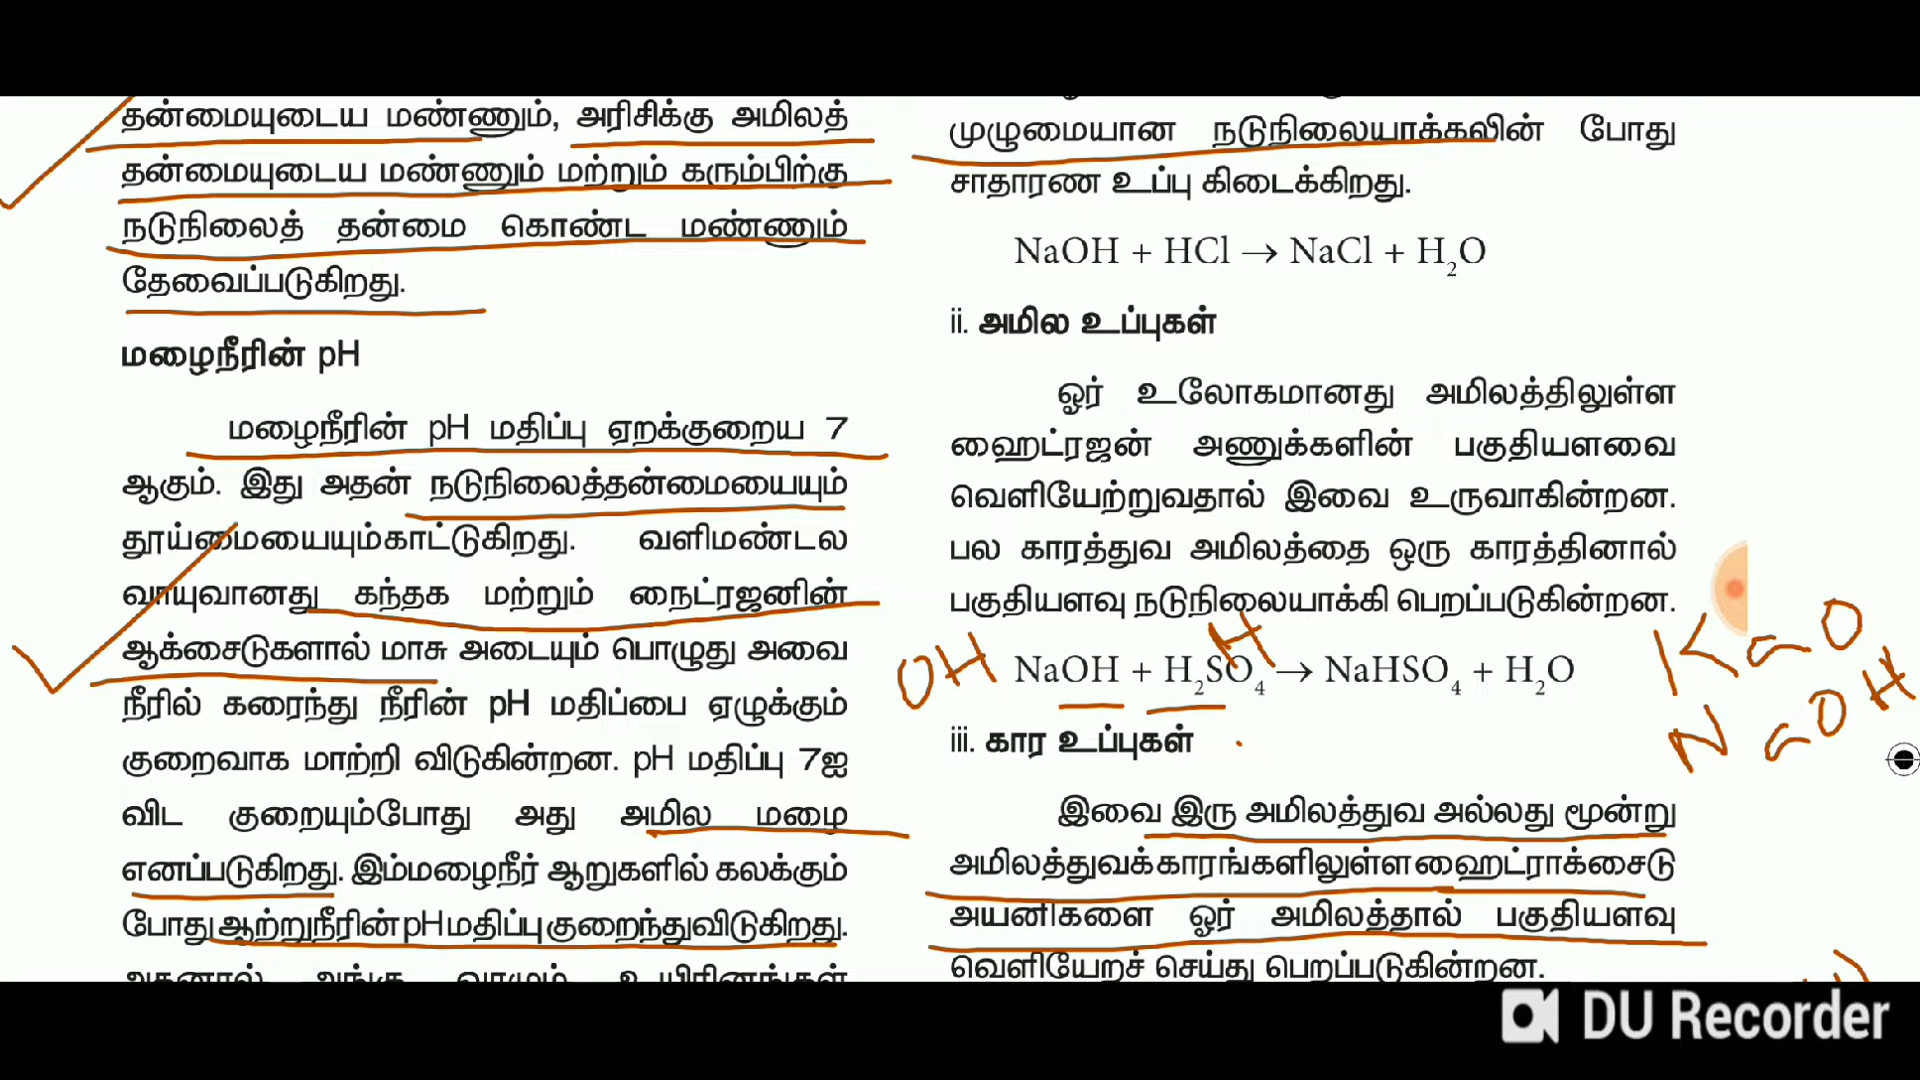 தன்மையுடைய மண்ணும், அரிசிக்கு அமிலத்
தன்மையுடைய மண்ணும் மற்றும் கரும்பிற்கு
நடுநிலைத் தன்மை கொண்ட மண்ணும்
தேவைப்படுகிறது.
மழைநீரின் pH
மழைநீரின் pH மதிப்பு ஏறக்குறைய 7
ஆகும். இது அதன் நடுநிலைத்தன்மையையும்
தூய்மையையும்காட்டுகிறது. வளிமண்டல
வாயுவானது கந்தக மற்றும் நைட்ரஜனின்
ஆக்சைடுகளால் மாசு அடையும் பொழுது அவை
நீரில் கரைந்து நீரின் pH மதிப்பை ஏழுக்கும்
குறைவாக மாற்றி விடுகின்றன. pH மதிப்பு 7ஐ
விட குறையும்போது அது அமில மழை
எனப்படுகிறது. இம்மழைநீர் ஆறுகளில் கலக்கும்
போது ஆற்றுநீரின் pH மதிப்பு குறைந்துவிடுகிறது.
முழுமையான நடுநிலையாக்கலின் போது
சாதாரண உப்பு கிடைக்கிறது.
NaOH + HCl → NaCl + H₂O
ii. அமில உப்புகள்
ஓர் உலோகமானது அமிலத்திலுள்ள
ஹைட்ரஜன் அணுக்களின் பகுதியளவை
வெளியேற்றுவதால் இவை உருவாகின்றன.
பல காரத்துவ அமிலத்தை ஒரு காரத்தினால்
பகுதியளவு நடுநிலையாக்கி பெறப்படுகின்றன.
H
OH NaOH + H₂SO₄ → NaHSO₄ + H₂O
iii. கார உப்புகள்
இவை இரு அமிலத்துவ அல்லது மூன்று
அமிலத்துவக்காரங்களிலுள்ள ஹைட்ராக்சைடு
அயனிகளை ஓர் அமிலத்தால் பகுதியளவு
வெளியேறச் செய்து பெறப்படுகின்றன.
DU Recorder